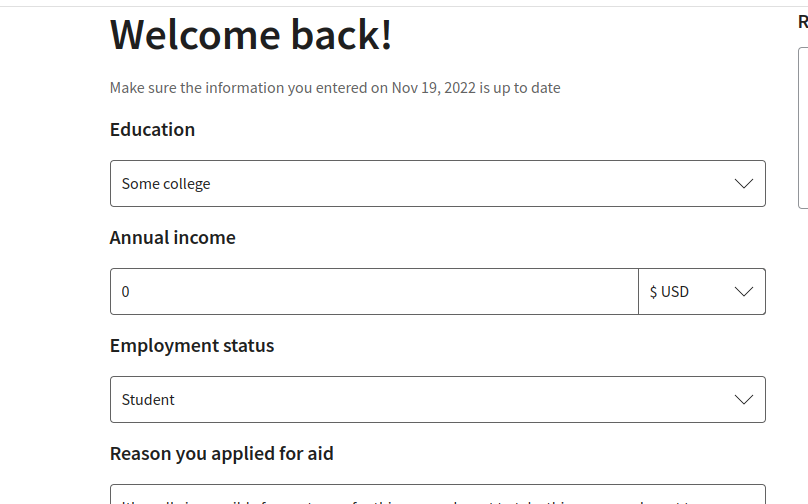 Welcome back!
R
Make sure the information you entered on Nov 19, 2022 is up to date
Education
Some college
Annual income
0
$ USD
Employment status
Student
Reason you applied for aid